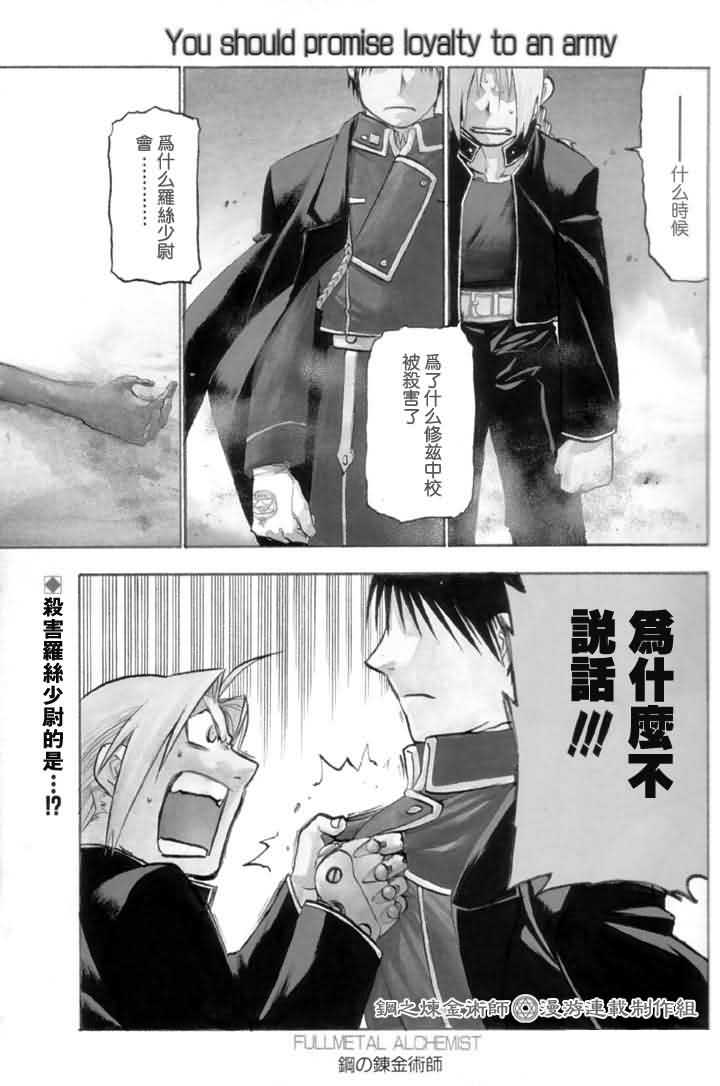 You should promise loyalty to an army
——什么時候
爲了什么修兹中校
被殺害了
爲什么羅絲少尉
會…………
爲什麼不
説話!!!
◆殺害羅絲少尉的是…!?
鋼之煉金術師 漫游連載制作組
FULLMETAL ALCHEMIST
鋼の錬金術師